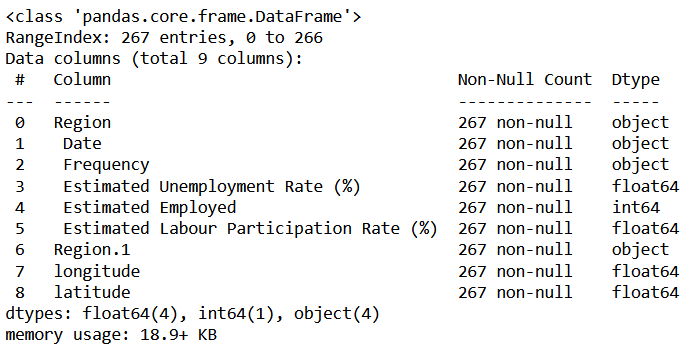 <class 'pandas.core.frame.DataFrame'>
RangeIndex: 267 entries, 0 to 266
Data columns (total 9 columns):
 #   Column                                    Non-Null Count  Dtype
---  ------                                    --------------  -----
 0   Region                                    267 non-null    object
 1    Date                                     267 non-null    object
 2    Frequency                                267 non-null    object
 3    Estimated Unemployment Rate (%)          267 non-null    float64
 4    Estimated Employed                       267 non-null    int64
 5    Estimated Labour Participation Rate (%)  267 non-null    float64
 6   Region.1                                  267 non-null    object
 7   longitude                                 267 non-null    float64
 8   latitude                                  267 non-null    float64
dtypes: float64(4), int64(1), object(4)
memory usage: 18.9+ KB